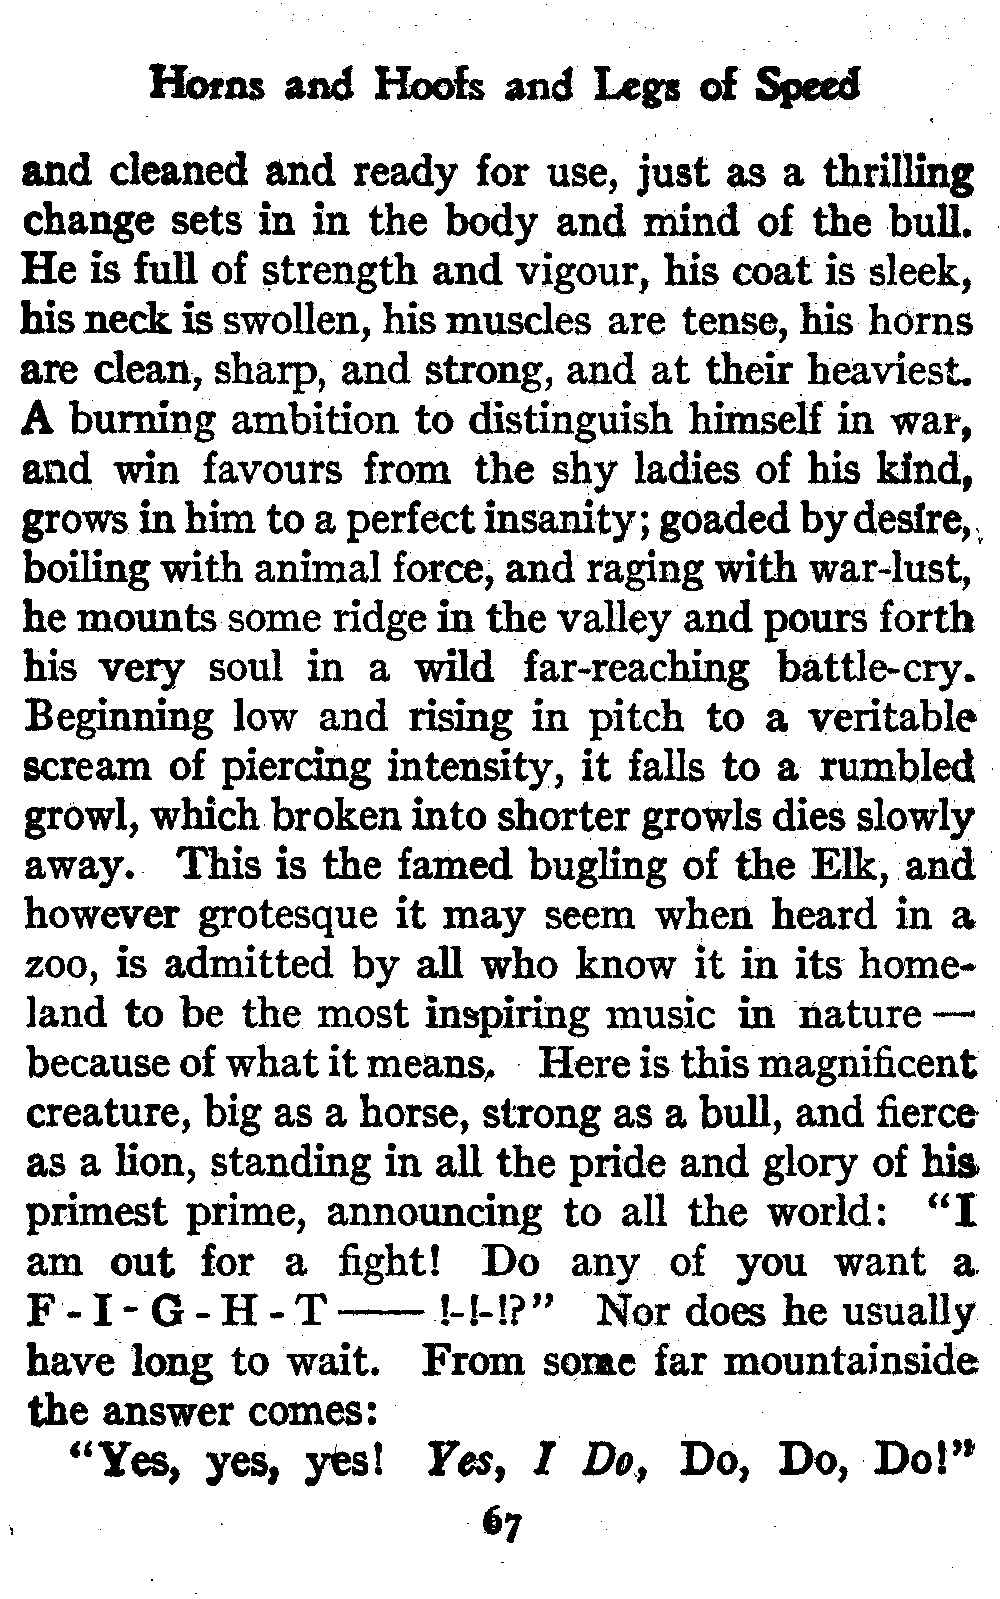 Horns and Hoofs and Legs of Speed
and cleaned and ready for use, just as a thrilling
change sets in in the body and mind of the bull.
He is full of strength and vigour, his coat is sleek,
his neck is swollen, his muscles are tense, his horns
are clean, sharp, and strong, and at their heaviest.
A burning ambition to distinguish himself in war,
and win favours from the shy ladies of his kind,
grows in him to a perfect insanity; goaded by desire,
boiling with animal force, and raging with war-lust,
he mounts some ridge in the valley and pours forth
his very soul in a wild far-reaching battle-cry.
Beginning low and rising in pitch to a veritable
scream of piercing intensity, it falls to a rumbled
growl, which broken into shorter growls dies slowly
away. This is the famed bugling of the Elk, and
however grotesque it may seem when heard in a
zoo, is admitted by all who know it in its home-
land to be the most inspiring music in nature —
because of what it means. Here is this magnificent
creature, big as a horse, strong as a bull, and fierce
as a lion, standing in all the pride and glory of his
primest prime, announcing to all the world: “I
am out for a fight! Do any of you want a
F - I - G - H - T —— !-!-!?” Nor does he usually
have long to wait. From some far mountainside
the answer comes:
“Yes, yes, yes! Yes, I Do, Do, Do, Do!”
67